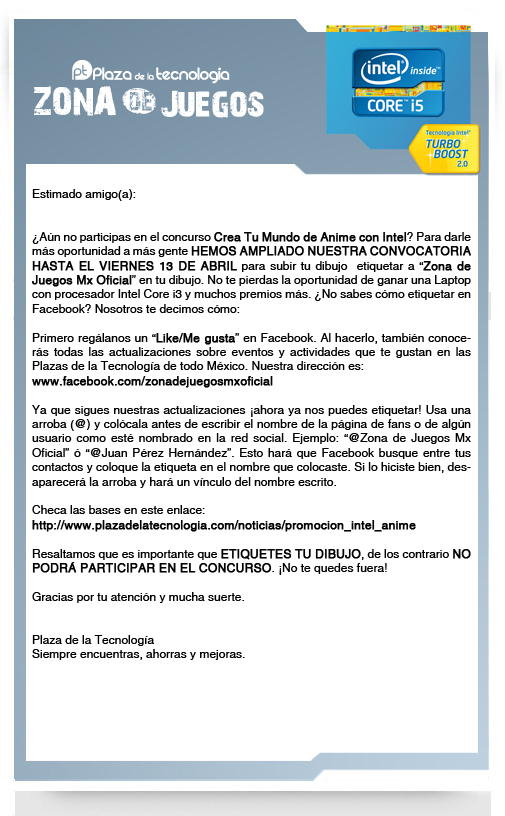 pt Plaza de la tecnología
ZONA DE JUEGOS
intel inside™
CORE™ i5
Tecnología Intel®
TURBO
BOOST
2.0
Estimado amigo(a):
¿Aún no participas en el concurso Crea Tu Mundo de Anime con Intel? Para darle
más oportunidad a más gente HEMOS AMPLIADO NUESTRA CONVOCATORIA
HASTA EL VIERNES 13 DE ABRIL para subir tu dibujo etiquetar a “Zona de
Juegos Mx Oficial” en tu dibujo. No te pierdas la oportunidad de ganar una Laptop
con procesador Intel Core i3 y muchos premios más. ¿No sabes cómo etiquetar en
Facebook? Nosotros te decimos cómo:
Primero regálanos un “Like/Me gusta” en Facebook. Al hacerlo, también conoce-
rás todas las actualizaciones sobre eventos y actividades que te gustan en las
Plazas de la Tecnología de todo México. Nuestra dirección es:
www.facebook.com/zonadejuegosmxoficial
Ya que sigues nuestras actualizaciones ¡ahora ya nos puedes etiquetar! Usa una
arroba (@) y colócala antes de escribir el nombre de la página de fans o de algún
usuario como esté nombrado en la red social. Ejemplo: “@Zona de Juegos Mx
Oficial” ó “@Juan Pérez Hernández”. Esto hará que Facebook busque entre tus
contactos y coloque la etiqueta en el nombre que colocaste. Si lo hiciste bien, des-
aparecerá la arroba y hará un vínculo del nombre escrito.
Checa las bases en este enlace:
http://www.plazadelatecnologia.com/noticias/promocion_intel_anime
Resaltamos que es importante que ETIQUETES TU DIBUJO, de los contrario NO
PODRÁ PARTICIPAR EN EL CONCURSO. ¡No te quedes fuera!
Gracias por tu atención y mucha suerte.
Plaza de la Tecnología
Siempre encuentras, ahorras y mejoras.